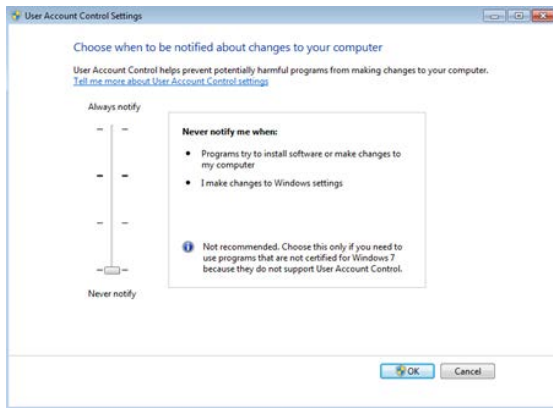 User Account Control Settings
Choose when to be notified about changes to your computer
User Account Control helps prevent potentially harmful programs from making changes to your computer.
Tell me more about User Account Control settings
Always notify
Never notify me when:
• Programs try to install software or make changes to
my computer
• I make changes to Windows settings
Not recommended. Choose this only if you need to
use programs that are not certified for Windows 7
because they do not support User Account Control.
Never notify
OK
Cancel